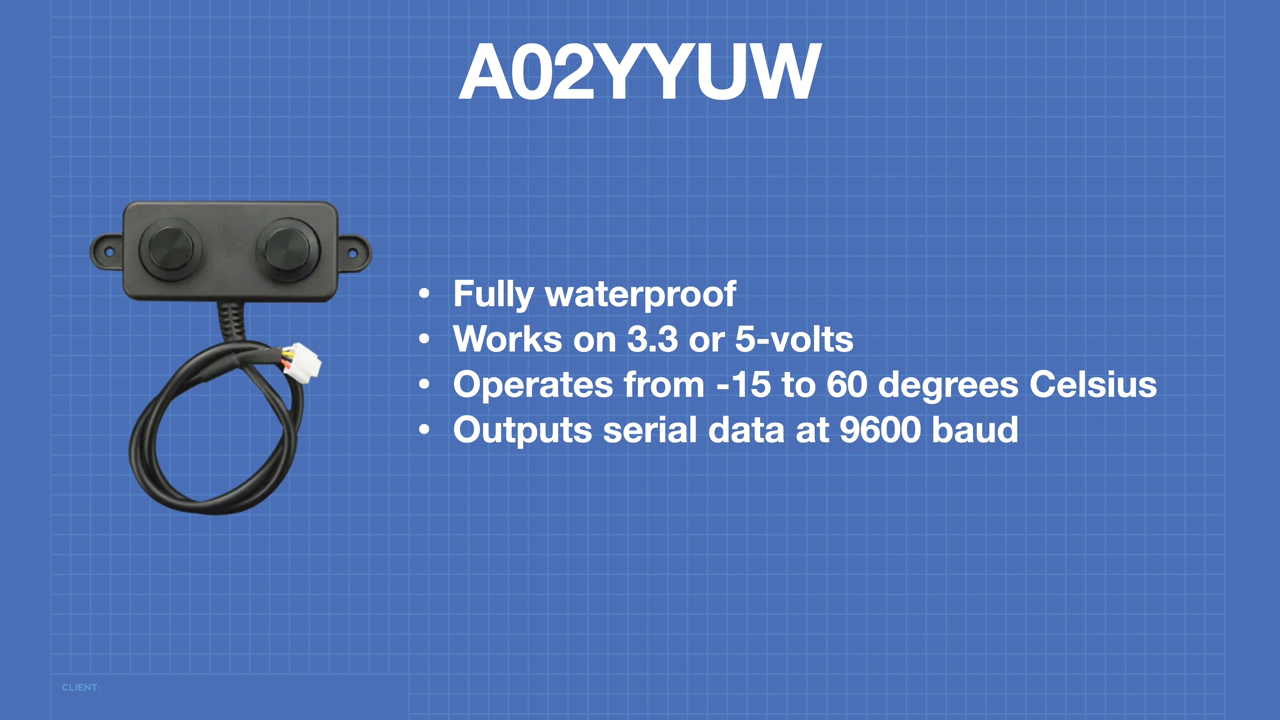 A02YYUW
• Fully waterproof
• Works on 3.3 or 5-volts
• Operates from -15 to 60 degrees Celsius
• Outputs serial data at 9600 baud
CLIENT: